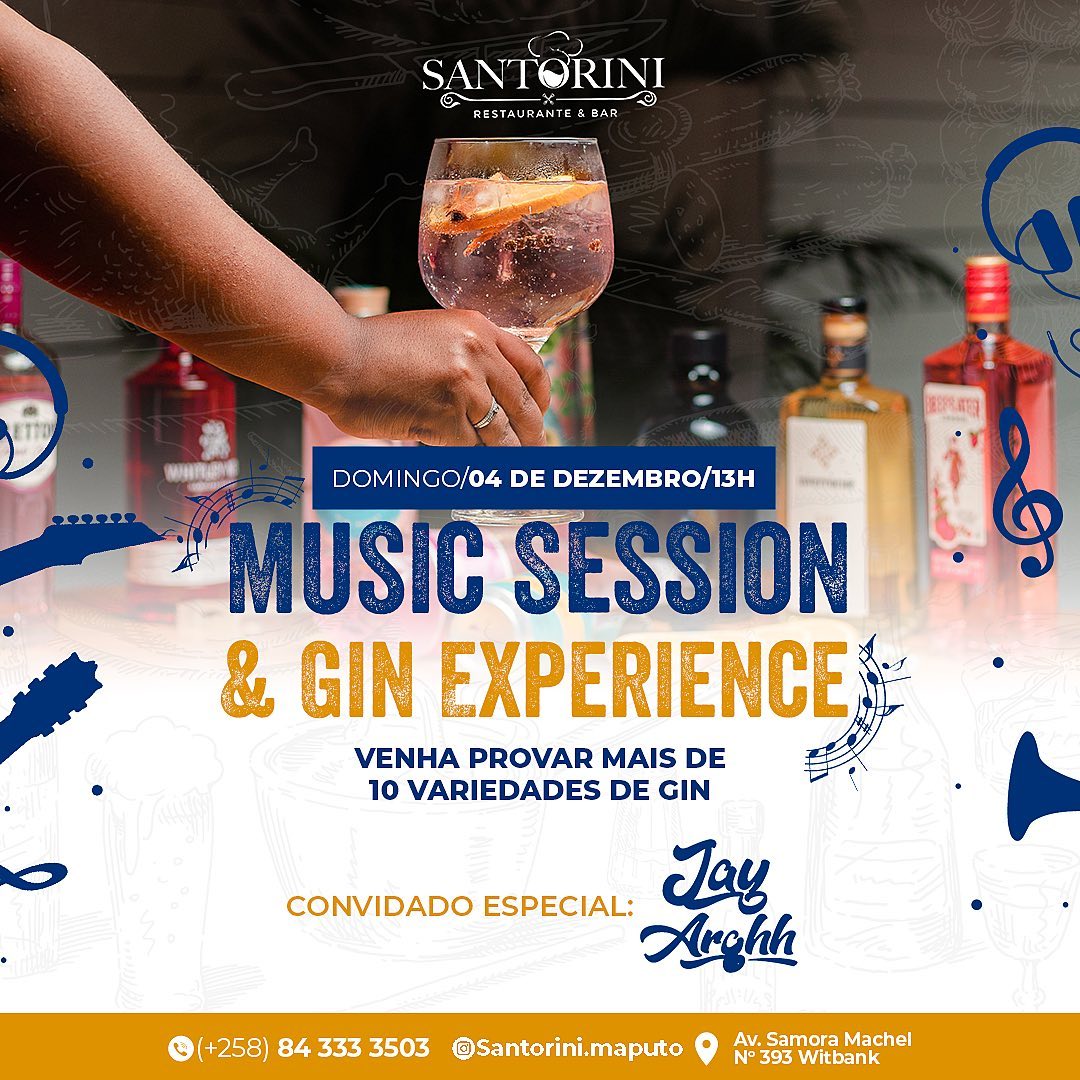 SANTORINI
RESTAURANTE & BAR
BEEFEATER
DOMINGO/04 DE DEZEMBRO/13H
MUSIC SESSION
& GIN EXPERIENCE
VENHA PROVAR MAIS DE
10 VARIEDADES DE GIN
CONVIDADO ESPECIAL:
Jay
Arghh
(+258) 84 333 3503
Santorini.maputo
Av. Samora Machel
Nº 393 Witbank